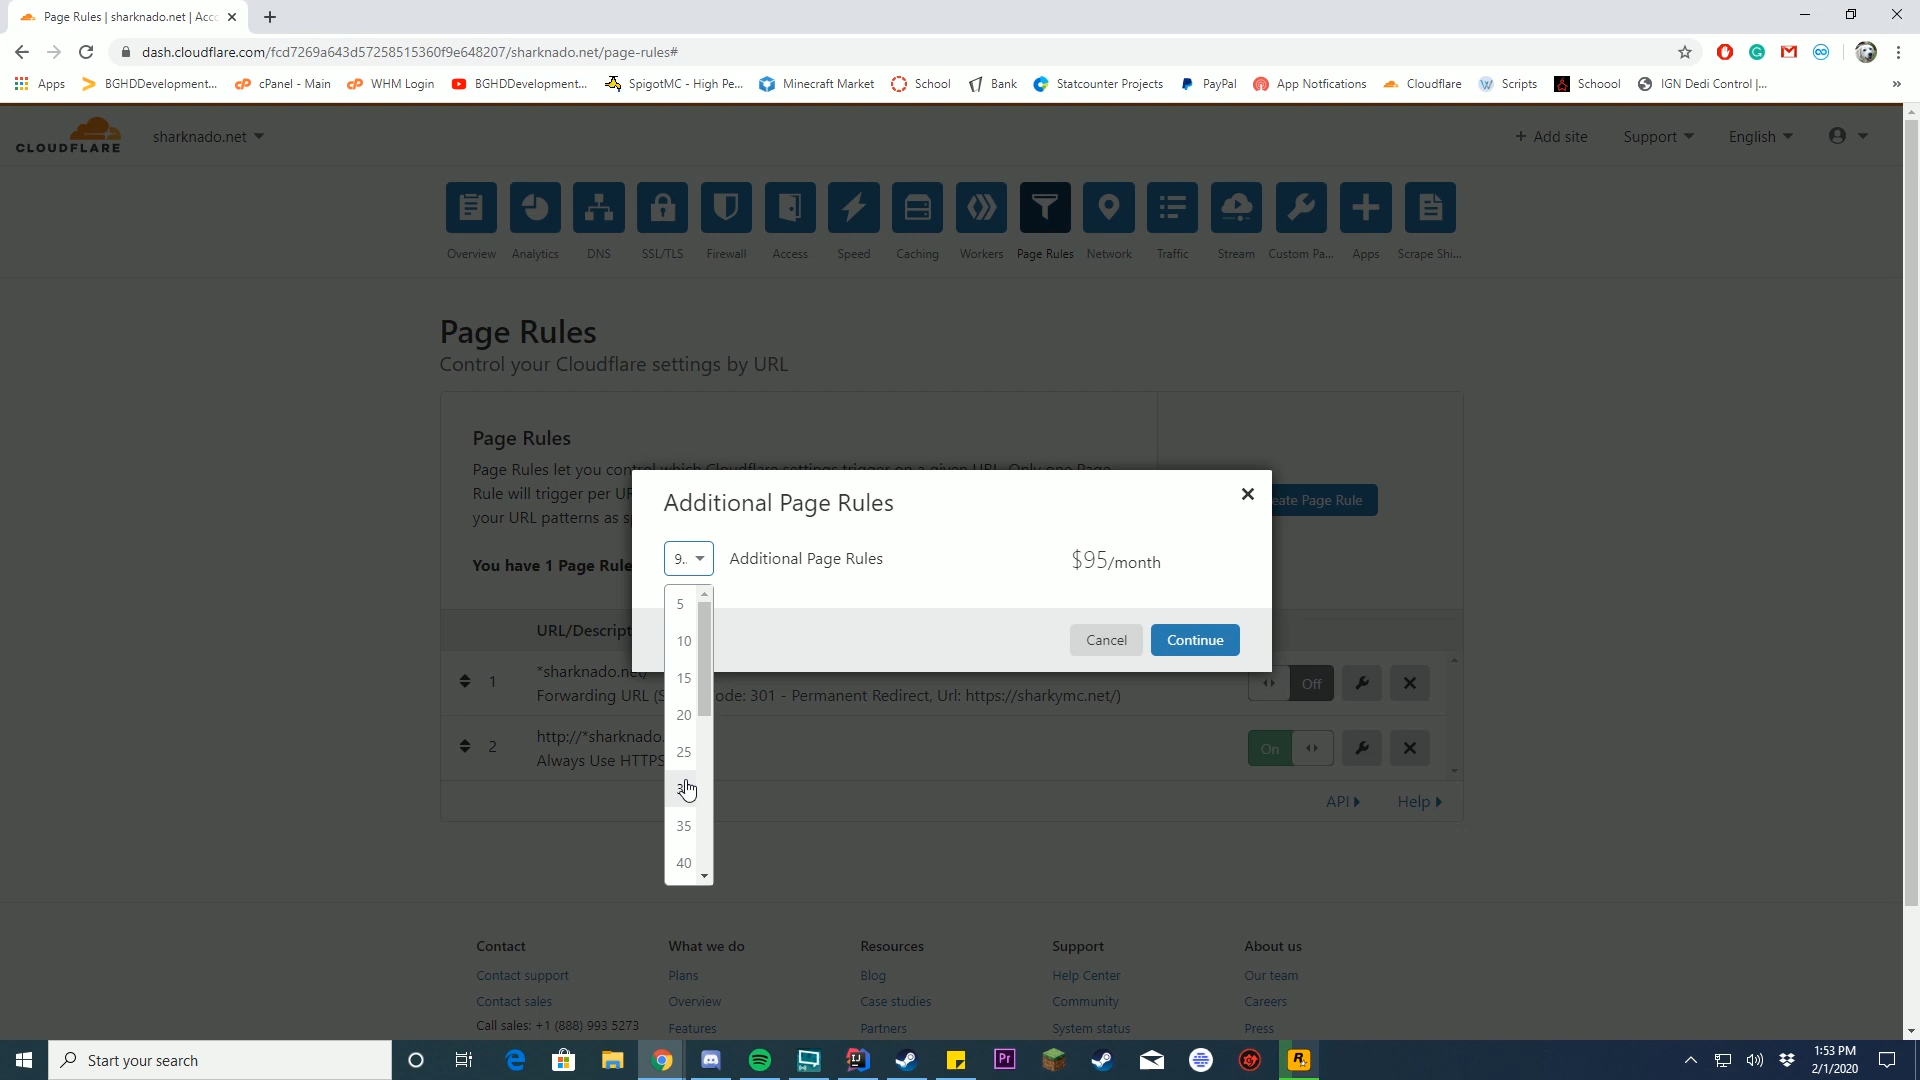 Page Rules | sharknado.net | Acc
dash.cloudflare.com/fcd7269a643d57258515360f9e648207/sharknado.net/page-rules#
Apps
BGHDDevelopment...
cPanel - Main
WHM Login
BGHDDevelopment...
SpigotMC - High Pe...
Minecraft Market
School
Bank
Statcounter Projects
PayPal
App Notfications
Cloudflare
Scripts
Schoool
IGN Dedi Control |...
»
CLOUDFLARE
sharknado.net
+ Add site
Support
English
Overview
Analytics
DNS
SSL/TLS
Firewall
Access
Speed
Caching
Workers
Page Rules
Network
Traffic
Stream
Custom Pa...
Apps
Scrape Shi...
Page Rules
Control your Cloudflare settings by URL
Page Rules
Page Rules let you control which Cloudflare settings trigger on a given URL. Only one Page
Rule will trigger per
your URL patterns as
You have 1 Page Rule
eate Page Rule
Additional Page Rules
9..
Additional Page Rules
$95/month
Cancel
Continue
5
10
15
20
25
35
40
URL/Descript
1
*sharknado.net/
Forwarding URL (S
ode: 301 - Permanent Redirect, Url: https://sharkymc.net/)
Off
2
http://*sharknado.
Always Use HTTPS
On
API
Help
Contact
Contact support
Contact sales
Call sales: +1 (888) 993 5273
What we do
Plans
Overview
Features
Resources
Blog
Case studies
Partners
Support
Help Center
Community
System status
About us
Our team
Careers
Press
Start your search
Pr
1:53 PM
2/1/2020